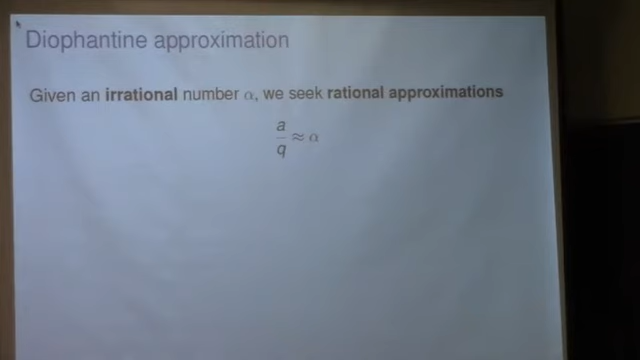 Diophantine approximation
Given an irrational number α, we seek rational approximations
a/q ≈ α